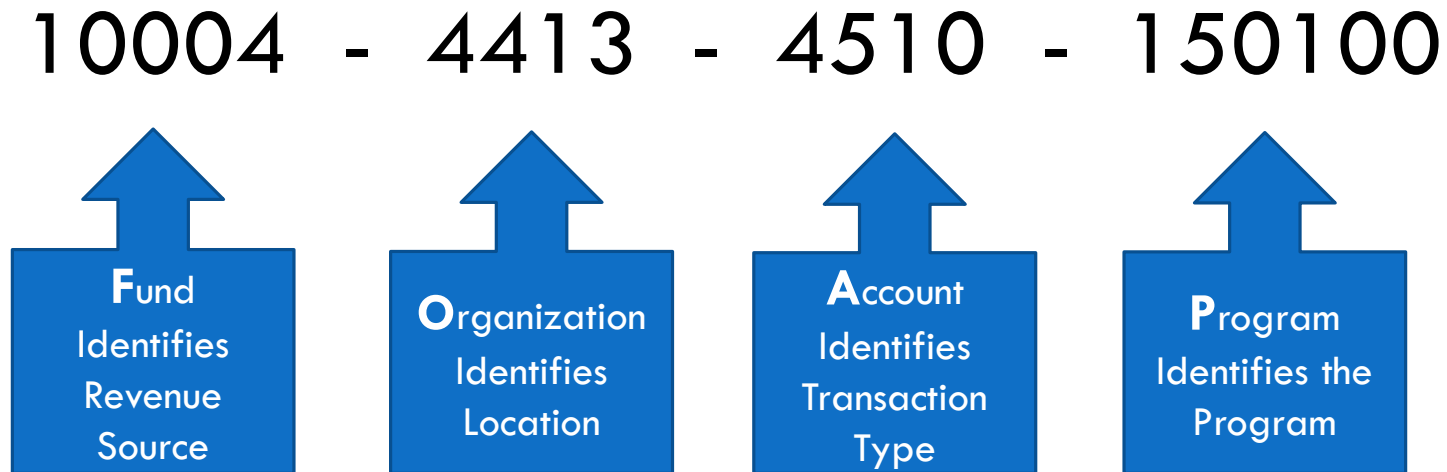 10004 - 4413 - 4510 - 150100
Fund
Identifies
Revenue
Source
Organization
Identifies
Location
Account
Identifies
Transaction
Type
Program
Identifies the
Program